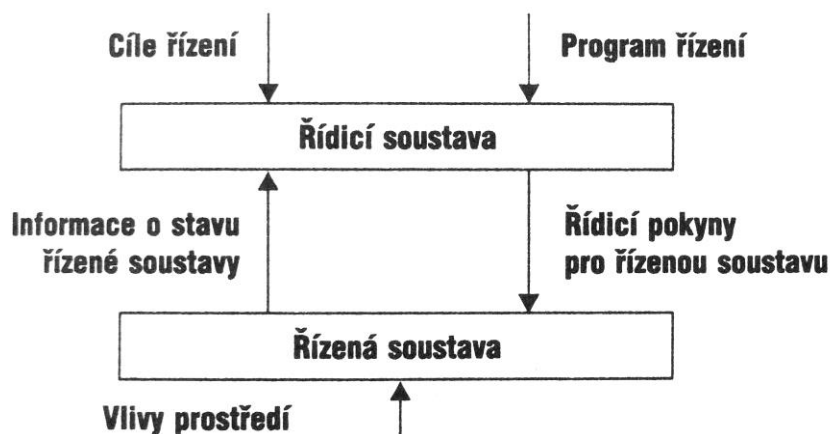 Cíle řízení
Program řízení
Řídicí soustava
Informace o stavu
řízené soustavy
Řídicí pokyny
pro řízenou soustavu
Řízená soustava
Vlivy prostředí